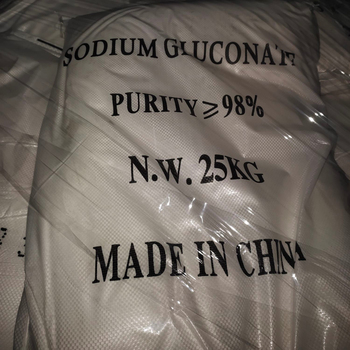 SODIUM GLUCONATE
PURITY ⩾98%
N.W. 25KG
MADE IN CHINA